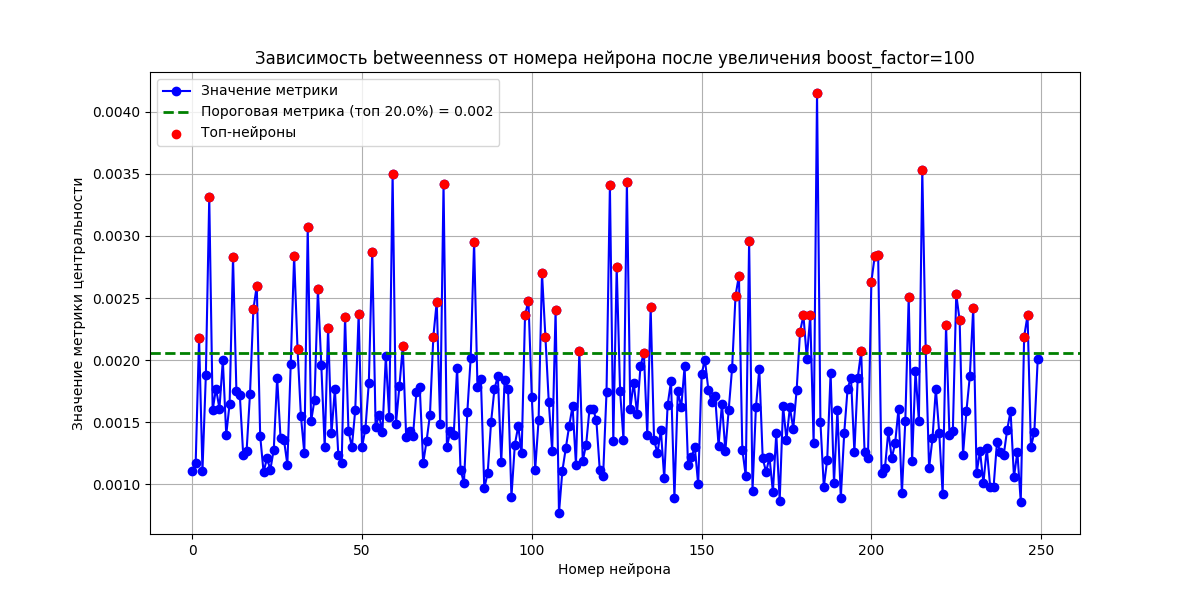 Зависимость betweenness от номера нейрона после увеличения boost_factor=100
Значение метрики
Пороговая метрика (топ 20.0%) = 0.002
Топ-нейроны
Значение метрики центральности
0.0040
0.0035
0.0030
0.0025
0.0020
0.0015
0.0010
0 50 100 150 200 250
Номер нейрона